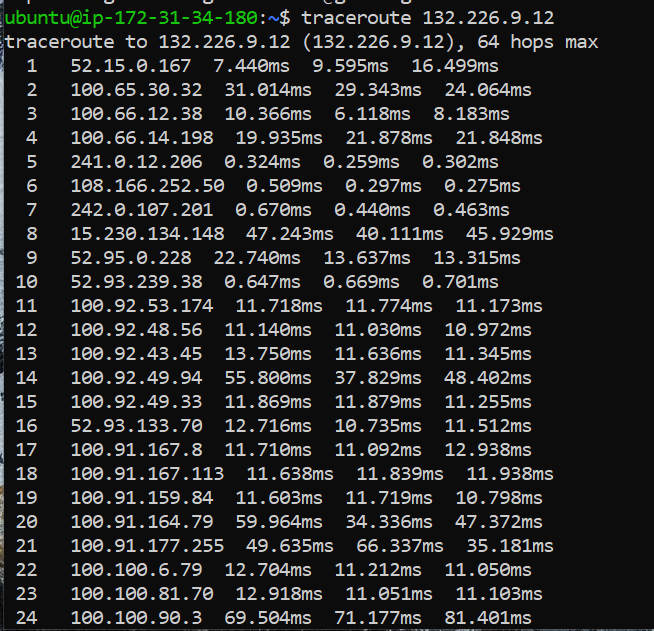 ubuntu@ip-172-31-34-180:~$ traceroute 132.226.9.12
traceroute to 132.226.9.12 (132.226.9.12), 64 hops max
1 52.15.0.167 7.440ms 9.595ms 16.499ms
2 100.65.30.32 31.014ms 29.343ms 24.064ms
3 100.66.12.38 10.366ms 6.118ms 8.183ms
4 100.66.14.198 19.935ms 21.878ms 21.848ms
5 241.0.12.206 0.324ms 0.259ms 0.302ms
6 108.166.252.50 0.509ms 0.297ms 0.275ms
7 242.0.107.201 0.670ms 0.440ms 0.463ms
8 15.230.134.148 47.243ms 40.111ms 45.929ms
9 52.95.0.228 22.740ms 13.637ms 13.315ms
10 52.93.239.38 0.647ms 0.669ms 0.701ms
11 100.92.53.174 11.718ms 11.774ms 11.173ms
12 100.92.48.56 11.140ms 11.030ms 10.972ms
13 100.92.43.45 13.750ms 11.636ms 11.345ms
14 100.92.49.94 55.800ms 37.829ms 48.402ms
15 100.92.49.33 11.869ms 11.879ms 11.255ms
16 52.93.133.70 12.716ms 10.735ms 11.512ms
17 100.91.167.8 11.710ms 11.092ms 12.938ms
18 100.91.167.113 11.638ms 11.839ms 11.938ms
19 100.91.159.84 11.603ms 11.719ms 10.798ms
20 100.91.164.79 59.964ms 34.336ms 47.372ms
21 100.91.177.255 49.635ms 66.337ms 35.181ms
22 100.100.6.79 12.704ms 11.212ms 11.050ms
23 100.100.81.70 12.918ms 11.051ms 11.103ms
24 100.100.90.3 69.504ms 71.177ms 81.401ms